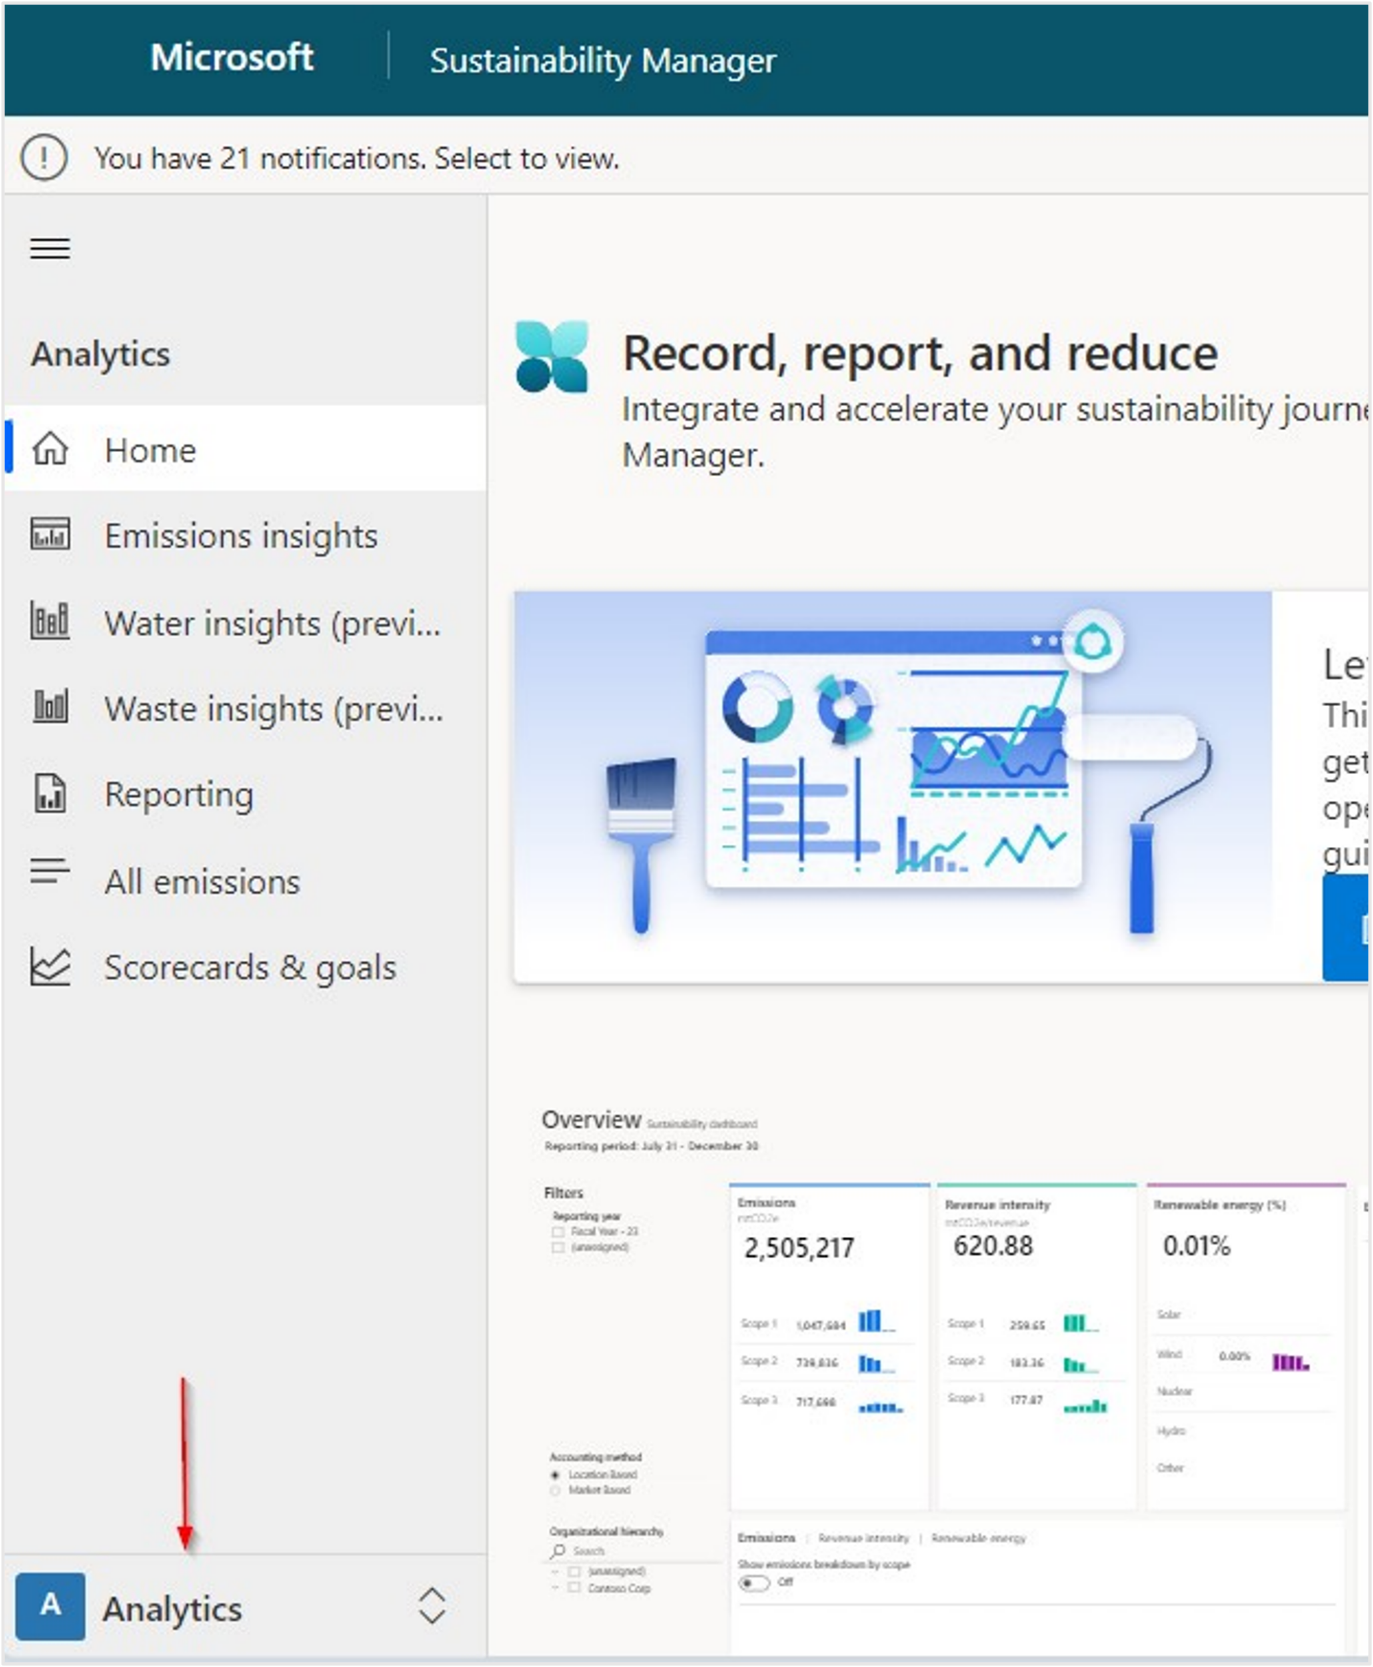 Microsoft
Sustainability Manager
You have 21 notifications. Select to view.
Analytics
Home
Emissions insights
Water insights (previ...
Waste insights (previ...
Reporting
All emissions
Scorecards & goals
A
Analytics
Record, report, and reduce
Integrate and accelerate your sustainability journe
Manager.
Le
Thi
get
ope
gui
Overview Sustainability dashboard
Reporting period: July 31 - December 30
Filters
Reporting year
Fiscal Year - 23
(unassigned)
Accounting method
Location Based
Market Based
Organizational hierarchy
Search
(unassigned)
Contoso Corp
Emissions
mtCO2e
2,505,217
Scope 1 1,047,684
Scope 2 739,836
Scope 3 717,698
Revenue intensity
mtCO2e/revenue
620.88
Scope 1 259.65
Scope 2 183.36
Scope 3 177.87
Renewable energy (%)
0.01%
Solar
Wind 0.00%
Nuclear
Hydro
Other
Emissions | Revenue intensity | Renewable energy
Show emissions breakdown by scope
Off